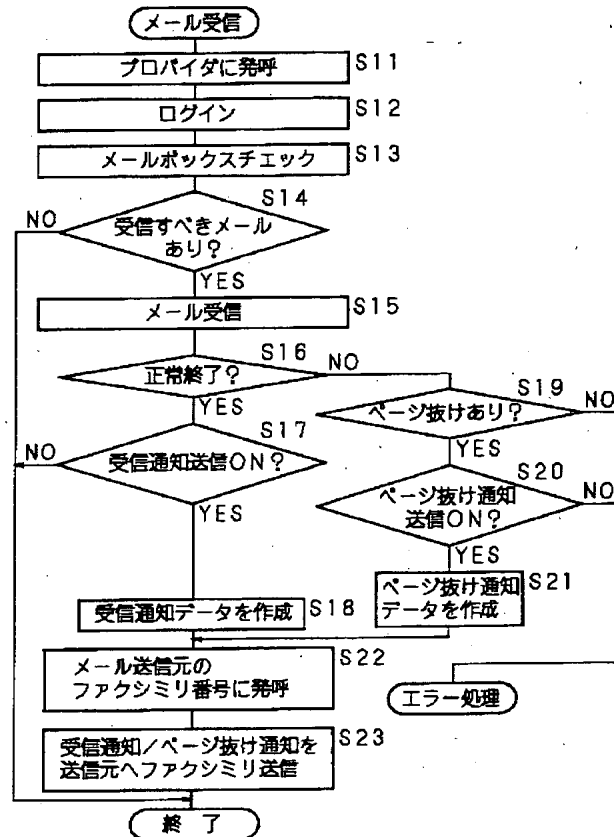 メール受信
プロバイダに発呼 S11
ログイン S12
メールボックスチェック S13
S14
NO
受信すべきメール
あり?
YES
メール受信 S15
S16
正常終了?
NO
YES
S19
ページ抜けあり?
NO
YES
S17
NO
受信通知送信ON?
YES
S20
ページ抜け通知
送信ON?
NO
YES
ページ抜け通知
データを作成
S21
受信通知データを作成 S18
メール送信元の
ファクシミリ番号に発呼
S22
エラー処理
受信通知/ページ抜け通知を
送信元へファクシミリ送信
S23
終 了